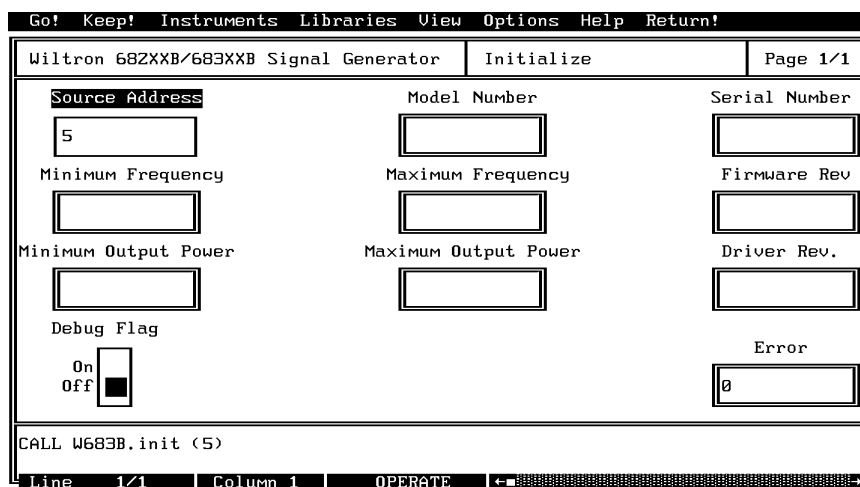 Go! Keep! Instruments Libraries View Options Help Return!
Wiltron 682XXB/683XXB Signal Generator Initialize Page 1/1
Source Address Model Number Serial Number
5
Minimum Frequency Maximum Frequency Firmware Rev
Minimum Output Power Maximum Output Power Driver Rev.
Debug Flag
Error
On
Off 0
CALL W683B.init (5)
Line 1/1 Column 1 OPERATE